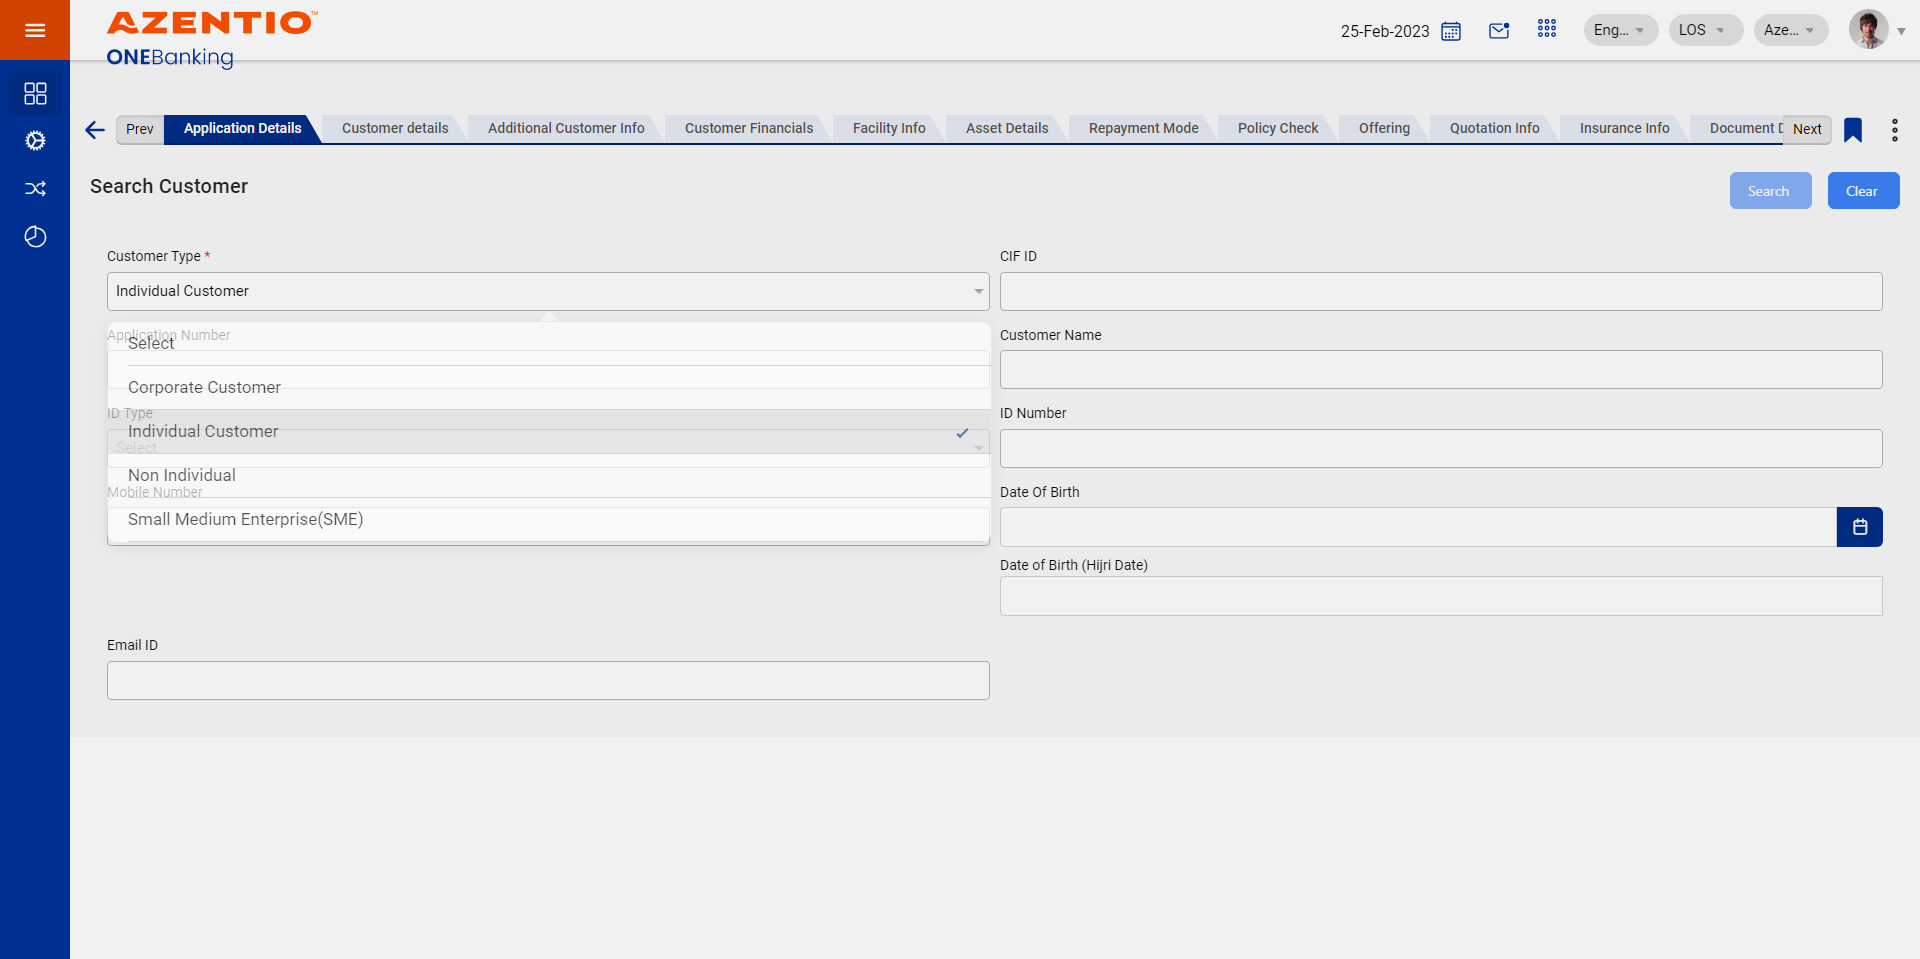 AZENTIO™
ONEBanking
25-Feb-2023
Eng...
LOS
Aze...
Prev
Application Details
Customer details
Additional Customer Info
Customer Financials
Facility Info
Asset Details
Repayment Mode
Policy Check
Offering
Quotation Info
Insurance Info
Document D
Next
Search Customer
Search
Clear
Customer Type *
CIF ID
Individual Customer
Application Number
Customer Name
Select
Corporate Customer
ID Type
ID Number
Individual Customer
Select
Non Individual
Mobile Number
Date Of Birth
Small Medium Enterprise(SME)
Date of Birth (Hijri Date)
Email ID